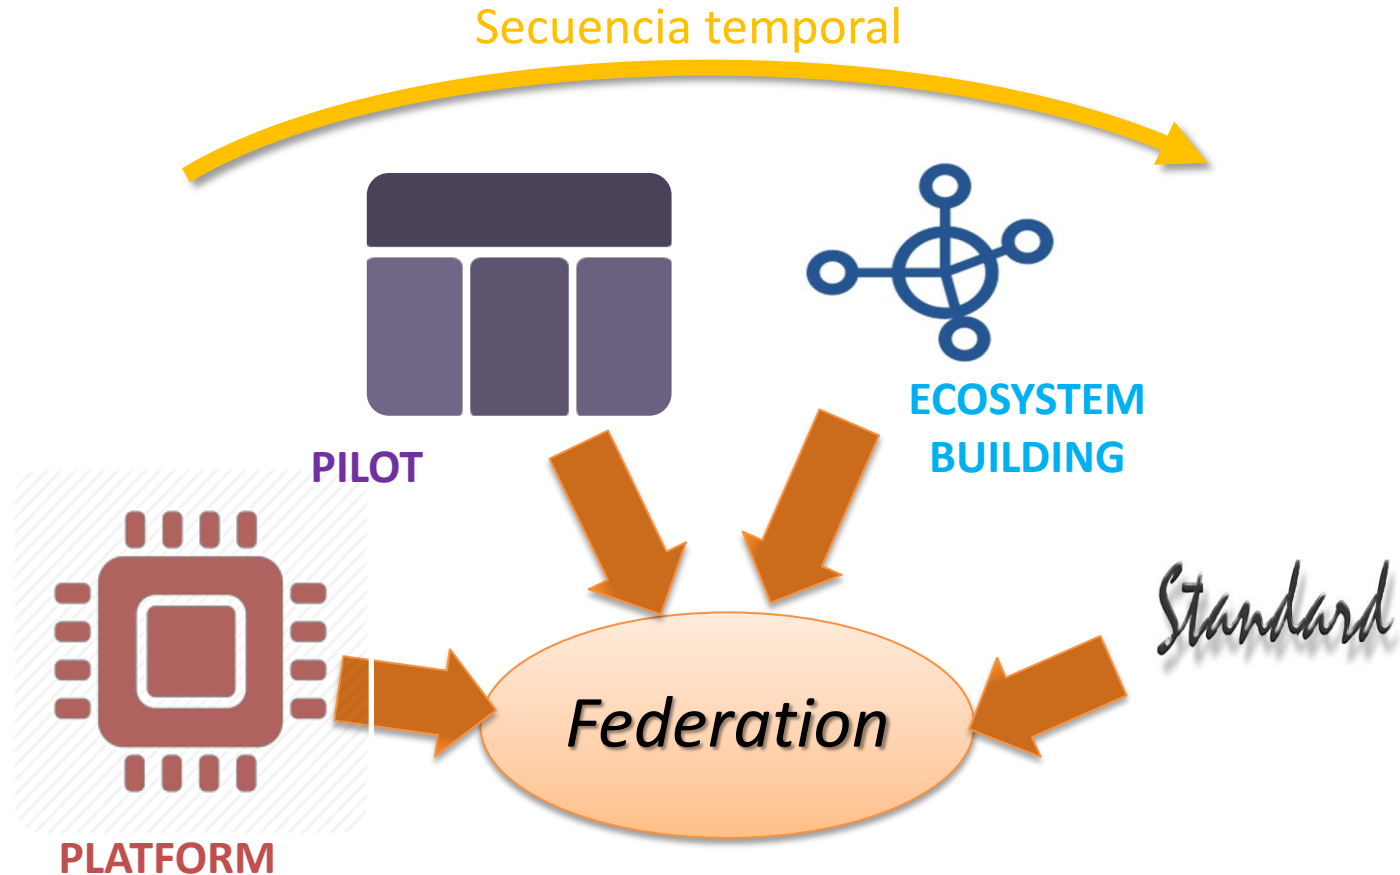 Secuencia temporal
PILOT
ECOSYSTEM
BUILDING
Standard
Federation
PLATFORM